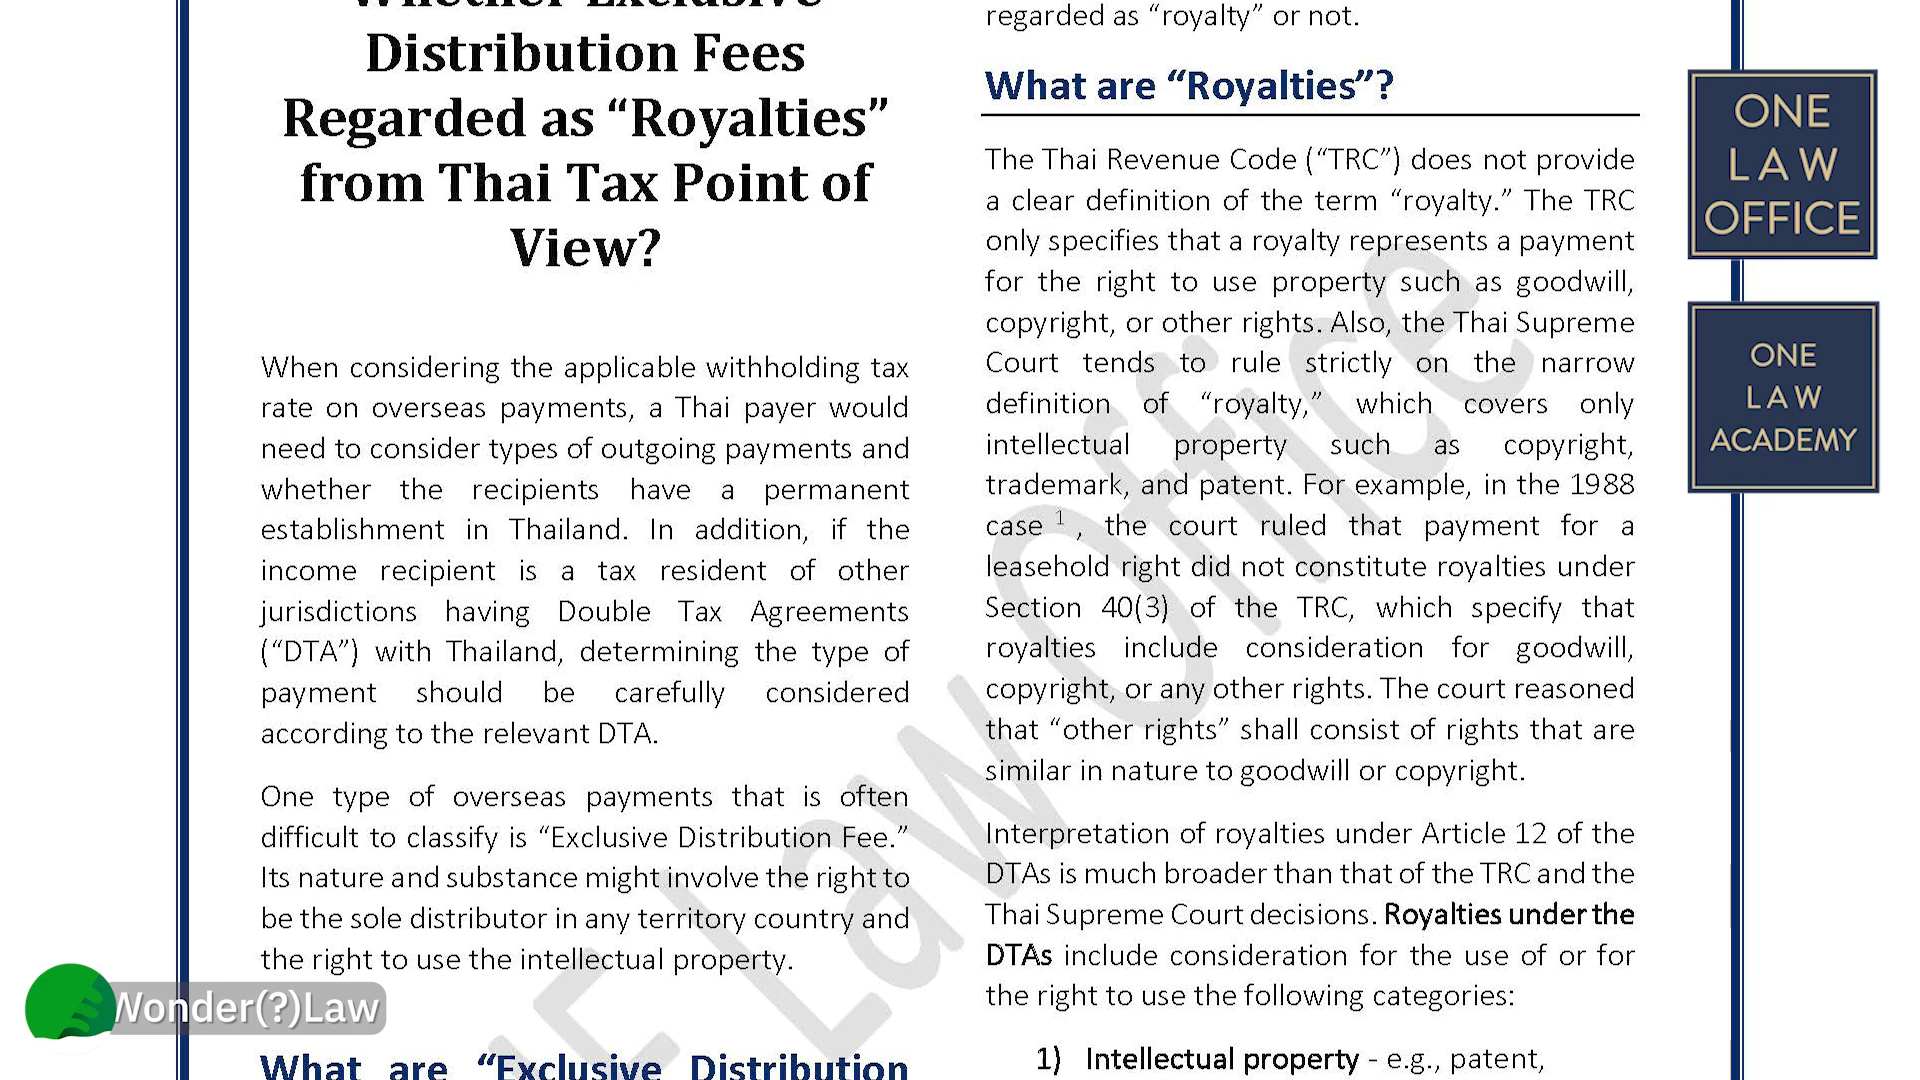 Whether Exclusive
Distribution Fees
Regarded as “Royalties”
from Thai Tax Point of
View?
When considering the applicable withholding tax
rate on overseas payments, a Thai payer would
need to consider types of outgoing payments and
whether the recipients have a permanent
establishment in Thailand. In addition, if the
income recipient is a tax resident of other
jurisdictions having Double Tax Agreements
(“DTA”) with Thailand, determining the type of
payment should be carefully considered
according to the relevant DTA.
One type of overseas payments that is often
difficult to classify is “Exclusive Distribution Fee.”
Its nature and substance might involve the right to
be the sole distributor in any territory country and
the right to use the intellectual property.
What are “Exclusive Distribution
regarded as “royalty” or not.
What are “Royalties”?
The Thai Revenue Code (“TRC”) does not provide
a clear definition of the term “royalty.” The TRC
only specifies that a royalty represents a payment
for the right to use property such as goodwill,
copyright, or other rights. Also, the Thai Supreme
Court tends to rule strictly on the narrow
definition of “royalty,” which covers only
intellectual property such as copyright,
trademark, and patent. For example, in the 1988
case 1 , the court ruled that payment for a
leasehold right did not constitute royalties under
Section 40(3) of the TRC, which specify that
royalties include consideration for goodwill,
copyright, or any other rights. The court reasoned
that “other rights” shall consist of rights that are
similar in nature to goodwill or copyright.
Interpretation of royalties under Article 12 of the
DTAs is much broader than that of the TRC and the
Thai Supreme Court decisions. Royalties under the
DTAs include consideration for the use of or for
the right to use the following categories:
1) Intellectual property - e.g., patent,
ONE
LAW
OFFICE
ONE
LAW
ACADEMY
Law Office
Wonder(?)Law